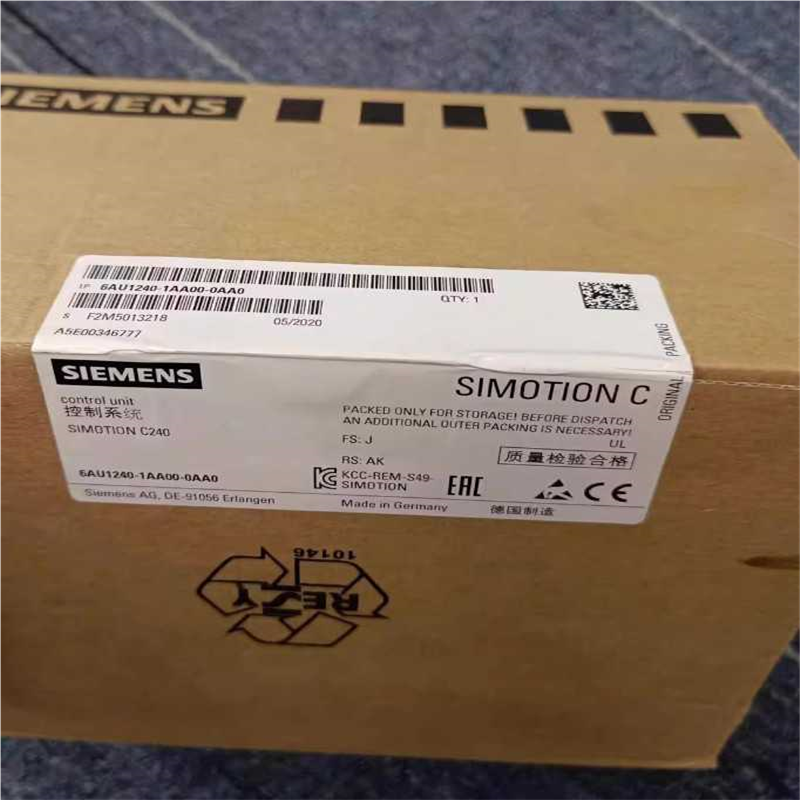 SIEMENS
1P 6AU1240-1AA00-0AA0
QTY: 1
S F2M5013218
05/2020
A5E00346777
ORIGINAL PACKING
SIEMENS
SIMOTION C
control unit
控制系统
SIMOTION C240
PACKED ONLY FOR STORAGE! BEFORE DISPATCH
AN ADDITIONAL OUTER PACKING IS NECESSARY!
UL
FS: J
RS: AK
质量检验合格
6AU1240-1AA00-0AA0
KCC-REM-S49-
SIMOTION
EAC
CE
Siemens AG, DE-91056 Erlangen
Made in Germany
德国制造
10146
RESY